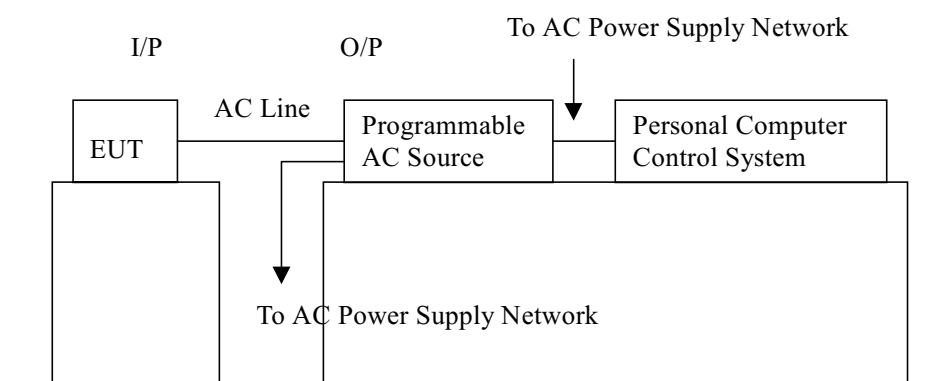 To AC Power Supply Network
I/P
O/P
AC Line
EUT
Programmable
AC Source
Personal Computer
Control System
To AC Power Supply Network